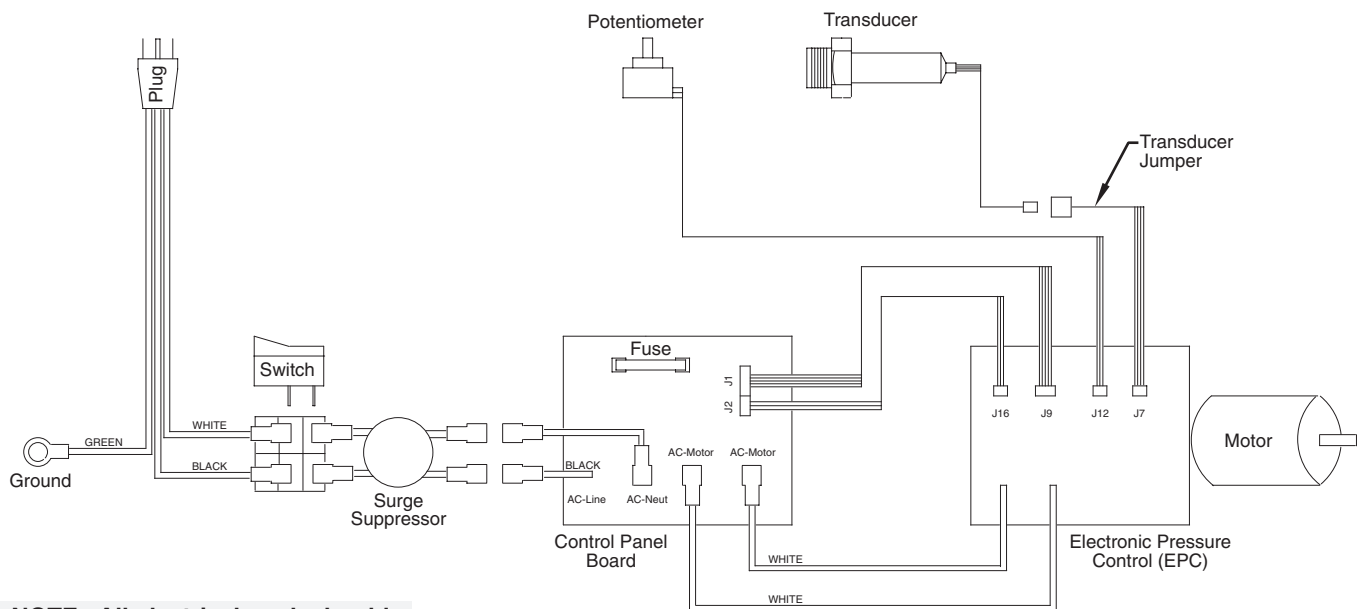 Potentiometer
Transducer
Plug
Transducer
Jumper
Fuse
Switch
J1
J2
J16
J9
J12
J7
WHITE
GREEN
BLACK
Ground
Motor
AC-Motor
AC-Motor
BLACK
AC-Line
AC-Neut
Surge
Suppressor
Control Panel
Board
Electronic Pressure
Control (EPC)
WHITE
WHITE